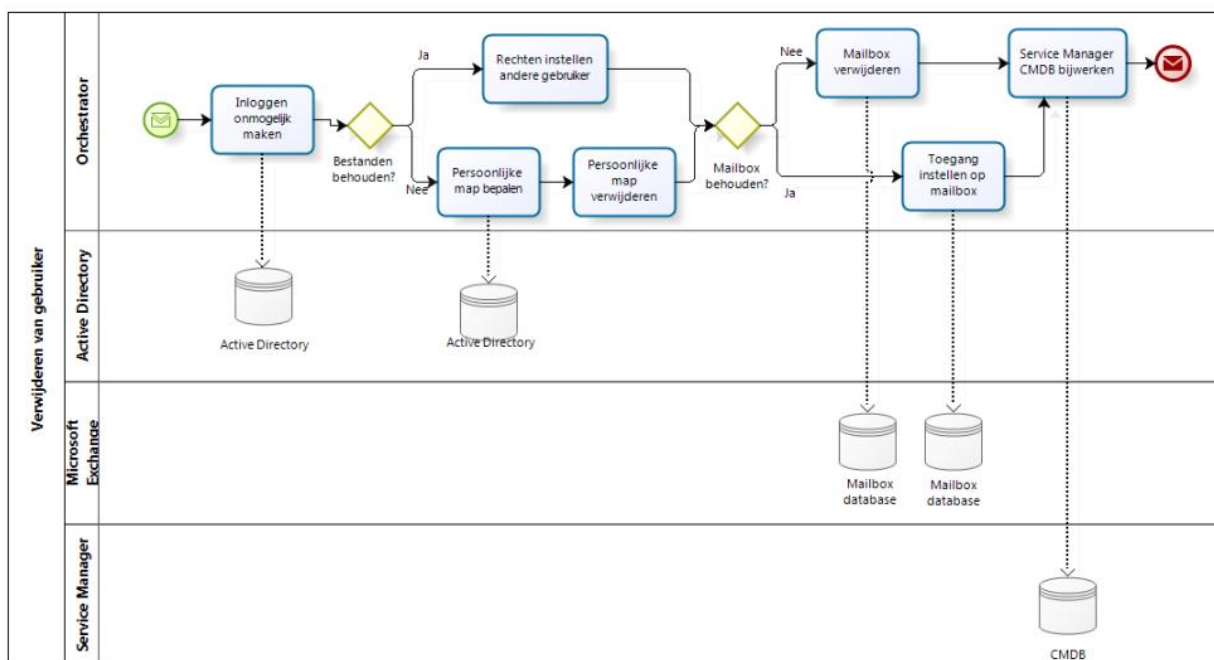 Verwijderen van gebruiker
Orchestrator
Inloggen
onmogelijk
maken
Bestanden
behouden?
Ja
Nee
Rechten instellen
andere gebruiker
Persoonlijke
map bepalen
Persoonlijke
map
verwijderen
Mailbox
behouden?
Nee
Ja
Mailbox
verwijderen
Toegang
instellen op
mailbox
Service Manager
CMDB bijwerken
Active Directory
Active Directory
Active Directory
Microsoft
Exchange
Mailbox
database
Mailbox
database
Service Manager
CMDB